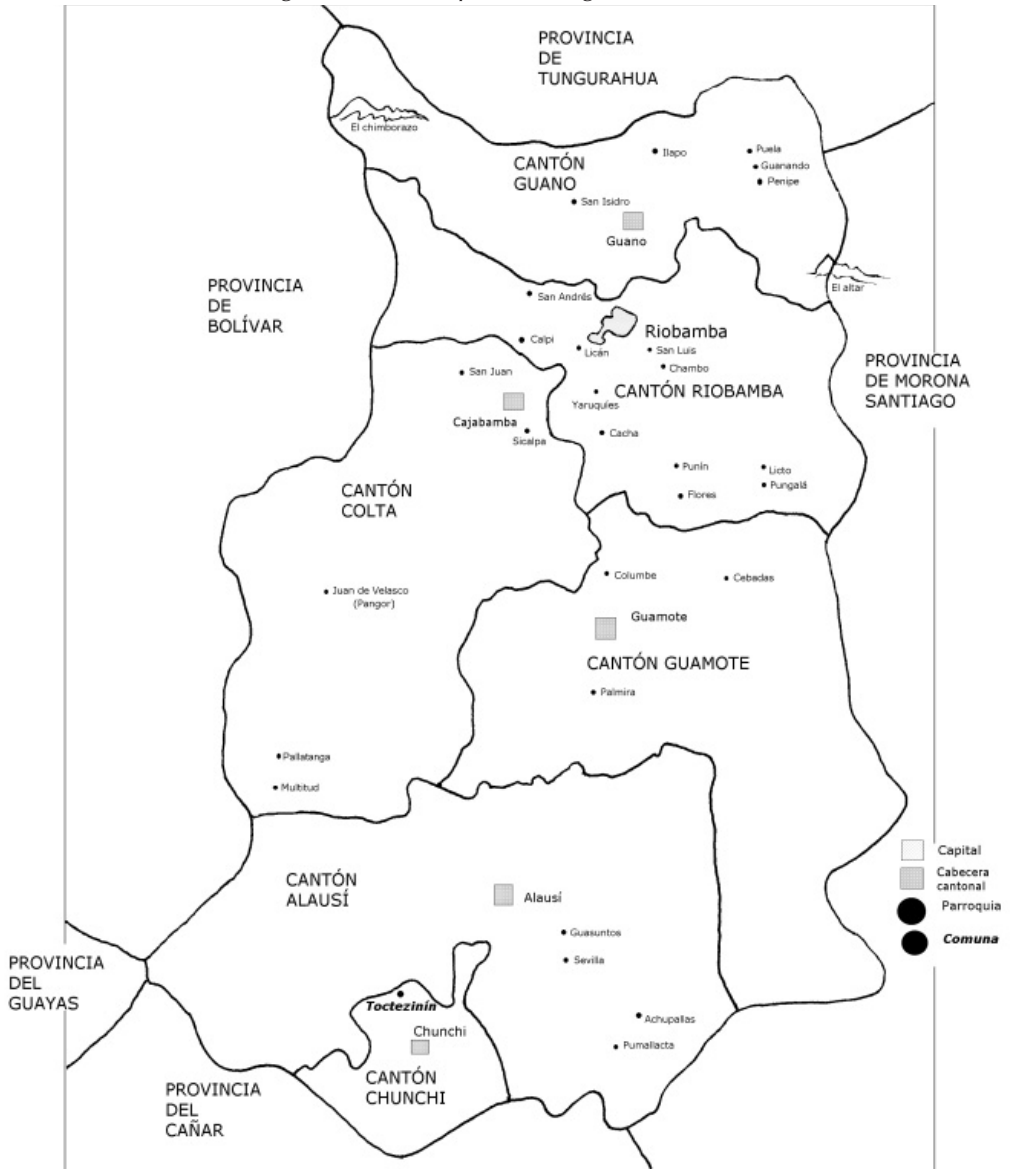 PROVINCIA
DE
TUNGURAHUA
El chimborazo
Ilapo
Puela
Guanando
Penipe
CANTÓN
GUANO
San Isidro
Guano
El altar
PROVINCIA
DE
BOLÍVAR
San Andrés
Riobamba
Calpi
Licán
San Luis
Chambo
PROVINCIA
DE MORONA
SANTIAGO
San Juan
CANTÓN RIOBAMBA
Yaruquíes
Cajabamba
Sicalpa
Cacha
Punín
Licto
Pungalá
Flores
CANTÓN
COLTA
Columbe
Cebadas
Juan de Velasco
(Pangor)
Guamote
CANTÓN GUAMOTE
Palmira
Pallatanga
Multitud
Capital
Cabecera
cantonal
Parroquia
Comuna
CANTÓN
ALAUSÍ
Alausí
Guasuntos
Sevilla
PROVINCIA
DEL
GUAYAS
Toctezinín
Achupallas
Chunchi
Pumallacta
CANTÓN
CHUNCHI
PROVINCIA
DEL
CAÑAR